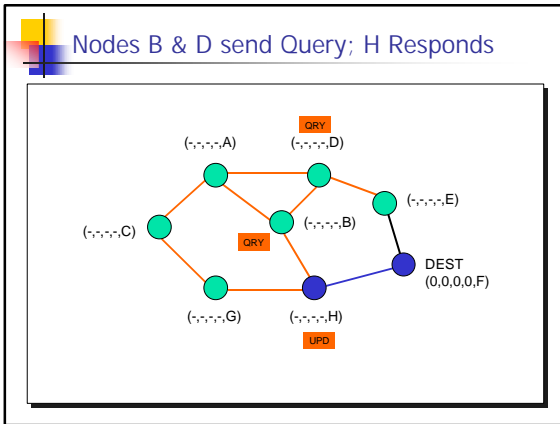 Nodes B & D send Query; H Responds
QRY
(-,-,-,-,A)
(-,-,-,-,D)
(-,-,-,-,E)
(-,-,-,-,C)
(-,-,-,-,B)
QRY
DEST
(0,0,0,0,F)
(-,-,-,-,G)
(-,-,-,-,H)
UPD